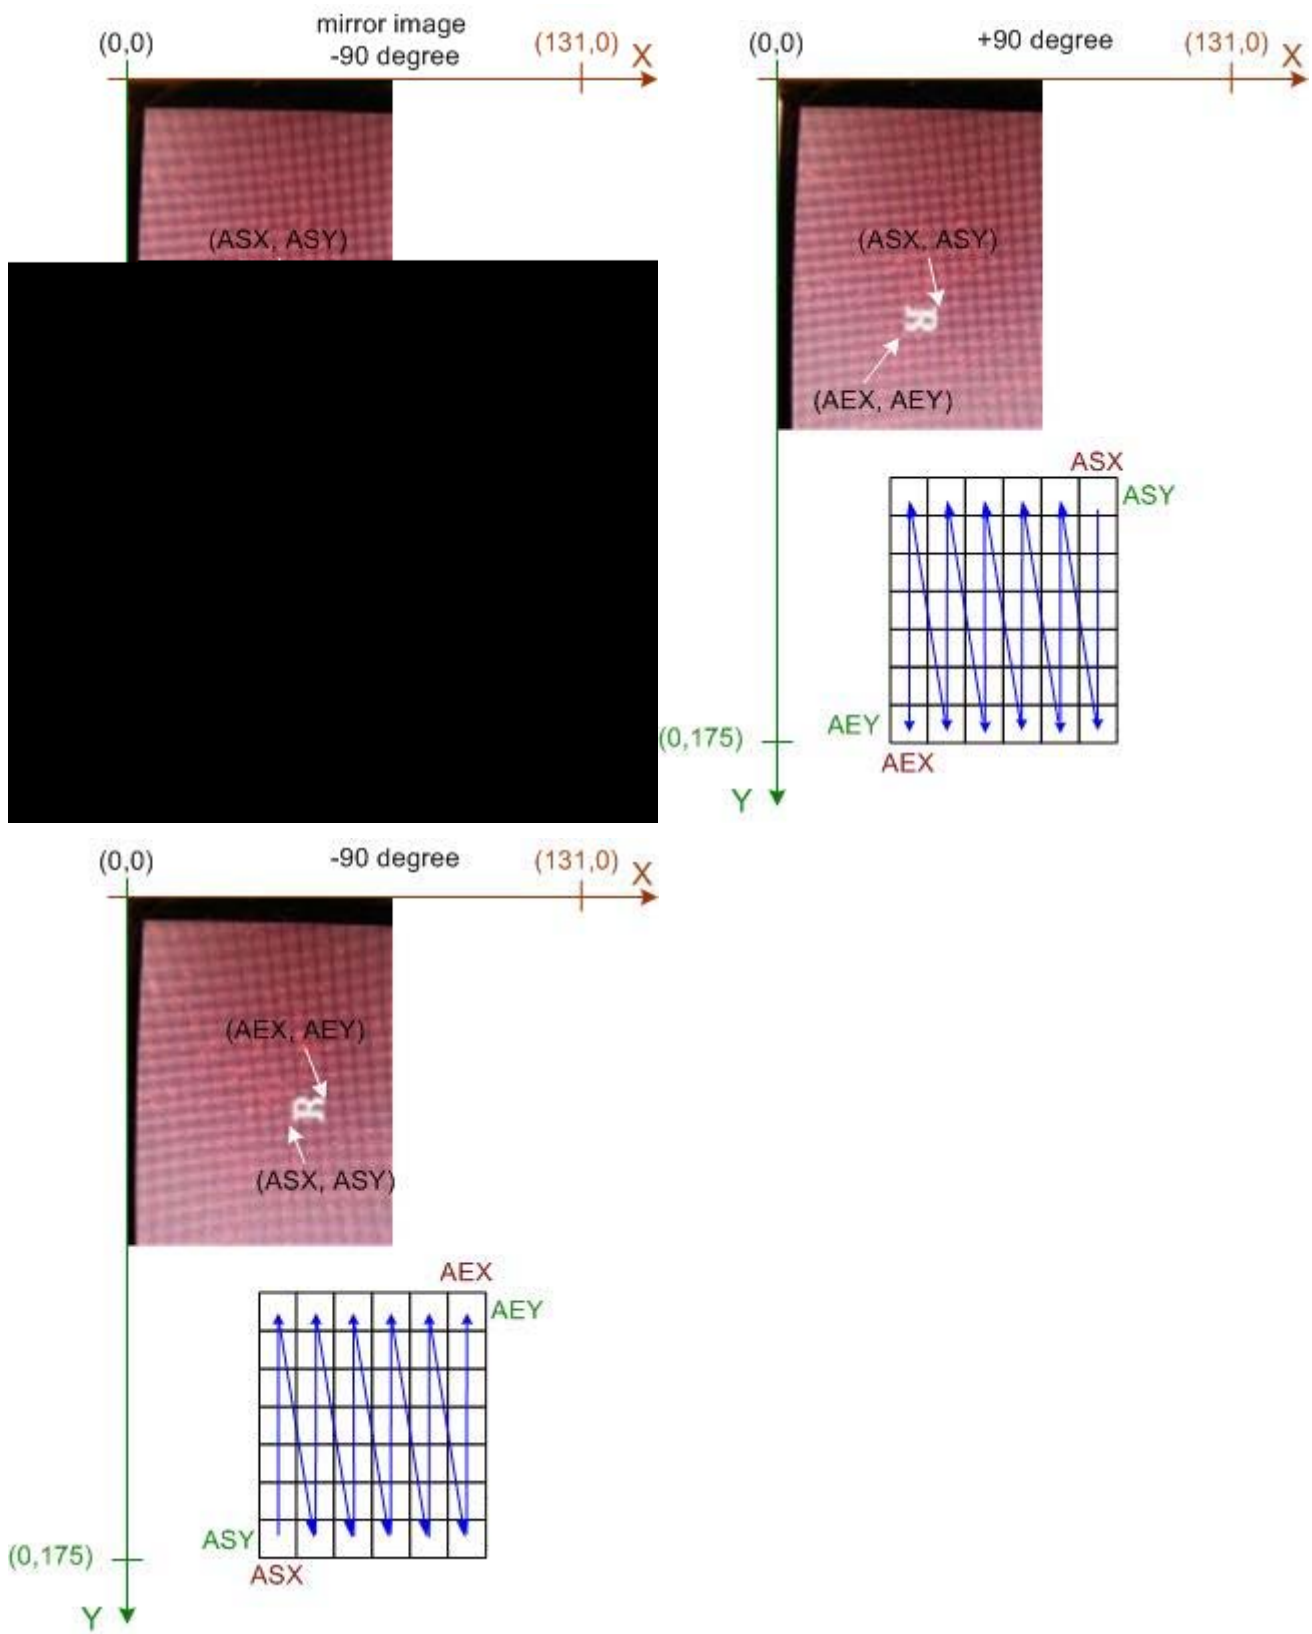 mirror image
-90 degree
(0,0)
(131,0)
X
(ASX, ASY)
+90 degree
(0,0)
(131,0)
X
(ASX, ASY)
R
(AEX, AEY)
ASX
ASY
AEY
AEX
(0,175)
Y
-90 degree
(0,0)
(131,0)
X
(AEX, AEY)
R
(ASX, ASY)
AEX
AEY
ASY
ASX
(0,175)
Y